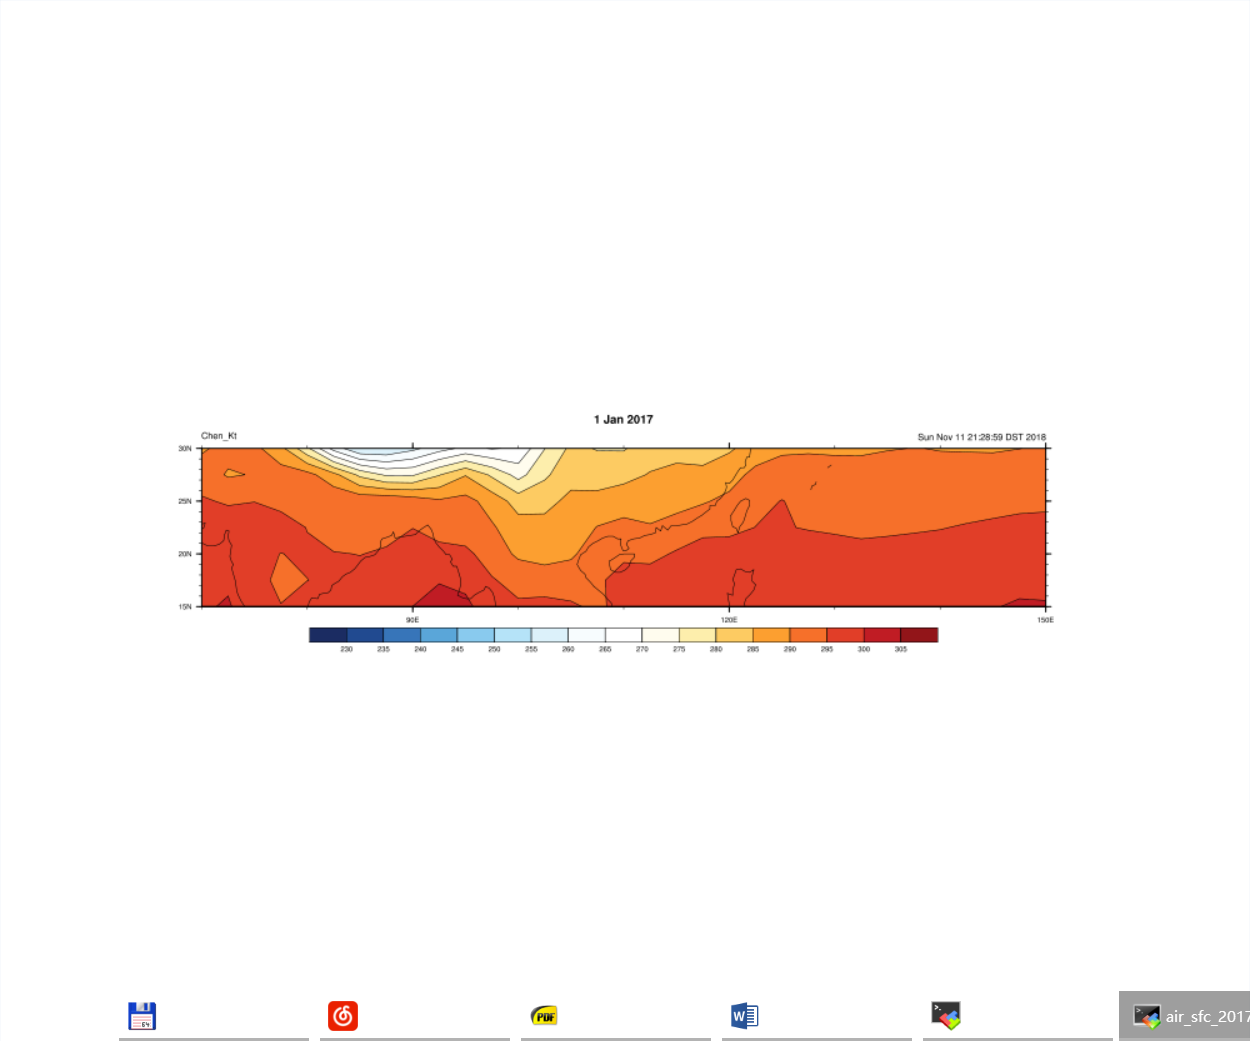 1 Jan 2017
Chen_Kt
Sun Nov 11 21:28:59 DST 2018
30N
25N
20N
15N
90E 120E 150E
230 235 240 245 250 255 260 265 270 275 280 285 290 295 300 305
64
PDF
W
air_sfc_2017